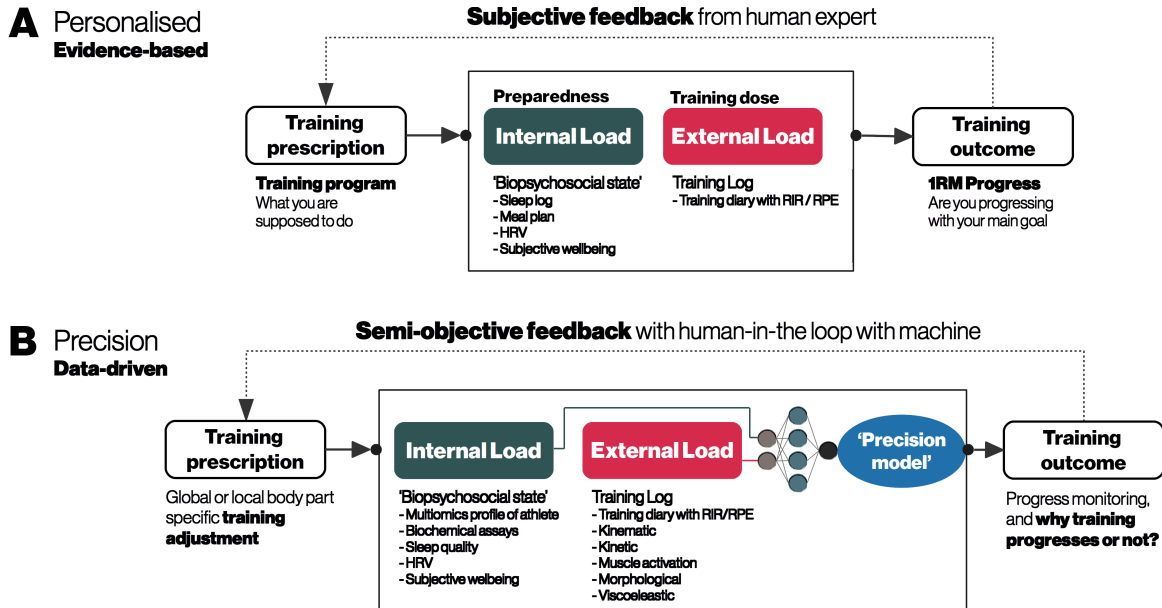 A Personalised
Evidence-based
Subjective feedback from human expert
Training
prescription
Training program
What you are
supposed to do
Preparedness
Internal Load
'Biopsychosocial state'
- Sleep log
- Meal plan
- HRV
- Subjective wellbeing
Training dose
External Load
Training Log
- Training diary with RIR / RPE
Training
outcome
1RM Progress
Are you progressing
with your main goal
B Precision
Data-driven
Semi-objective feedback with human-in-the loop with machine
Training
prescription
Global or local body part
specific training
adjustment
Internal Load
'Biopsychosocial state'
- Multiomics profile of athlete
- Biochemics assays
- Sleep quality
- HRV
- Subjective welbeing
External Load
Training Log
- Training diary with RIR/RPE
- Kinematic
- Kinetic
- Muscle activation
- Morphological
- Viscoeleastic
'Precision
model'
Training
outcome
Progress monitoring,
and why training
progresses or not?